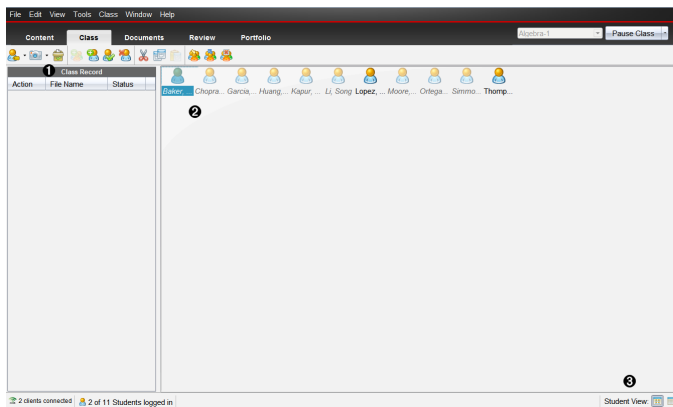 File Edit View Tools Class Window Help
Content Class Documents Review Portfolio
Algebra-1 Pause Class
1 Class Record
Action File Name Status
Baker, ... Chopra... Garcia,... Huang,... Kapur, ... Li, Song Lopez, ... Moore,... Ortega... Simmo... Thomp...
2
3
2 clients connected 2 of 11 Students logged in Student View: